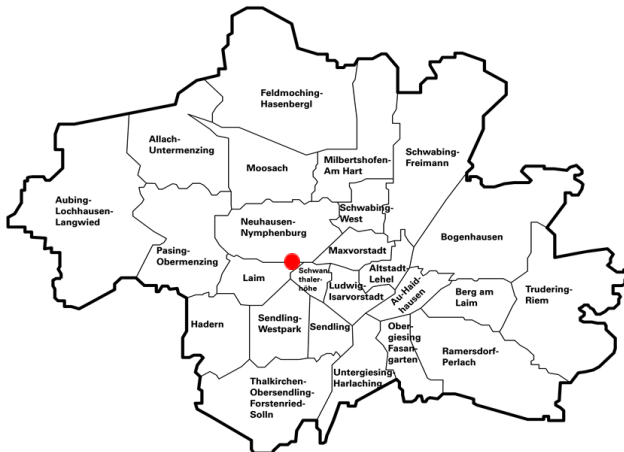 Feldmoching-
Hasenbergl
Allach-
Untermenzing
Moosach
Milbertshofen-
Am Hart
Schwabing-
Freimann
Aubing-
Lochhausen-
Langwied
Neuhausen-
Nymphenburg
Schwabing-
West
Bogenhausen
Pasing-
Obermenzing
Maxvorstadt
Laim
Schwan
thaler-
höhe
Altstadt-
Lehel
Ludwig-
Isarvorstadt
Au-Haid-
hausen
Berg am
Laim
Trudering-
Riem
Hadern
Sendling-
Westpark
Sendling
Ober-
giesing
Fasan-
garten
Ramersdorf-
Perlach
Thalkirchen-
Obersendling-
Forstenried-
Solln
Untergiesing-
Harlaching